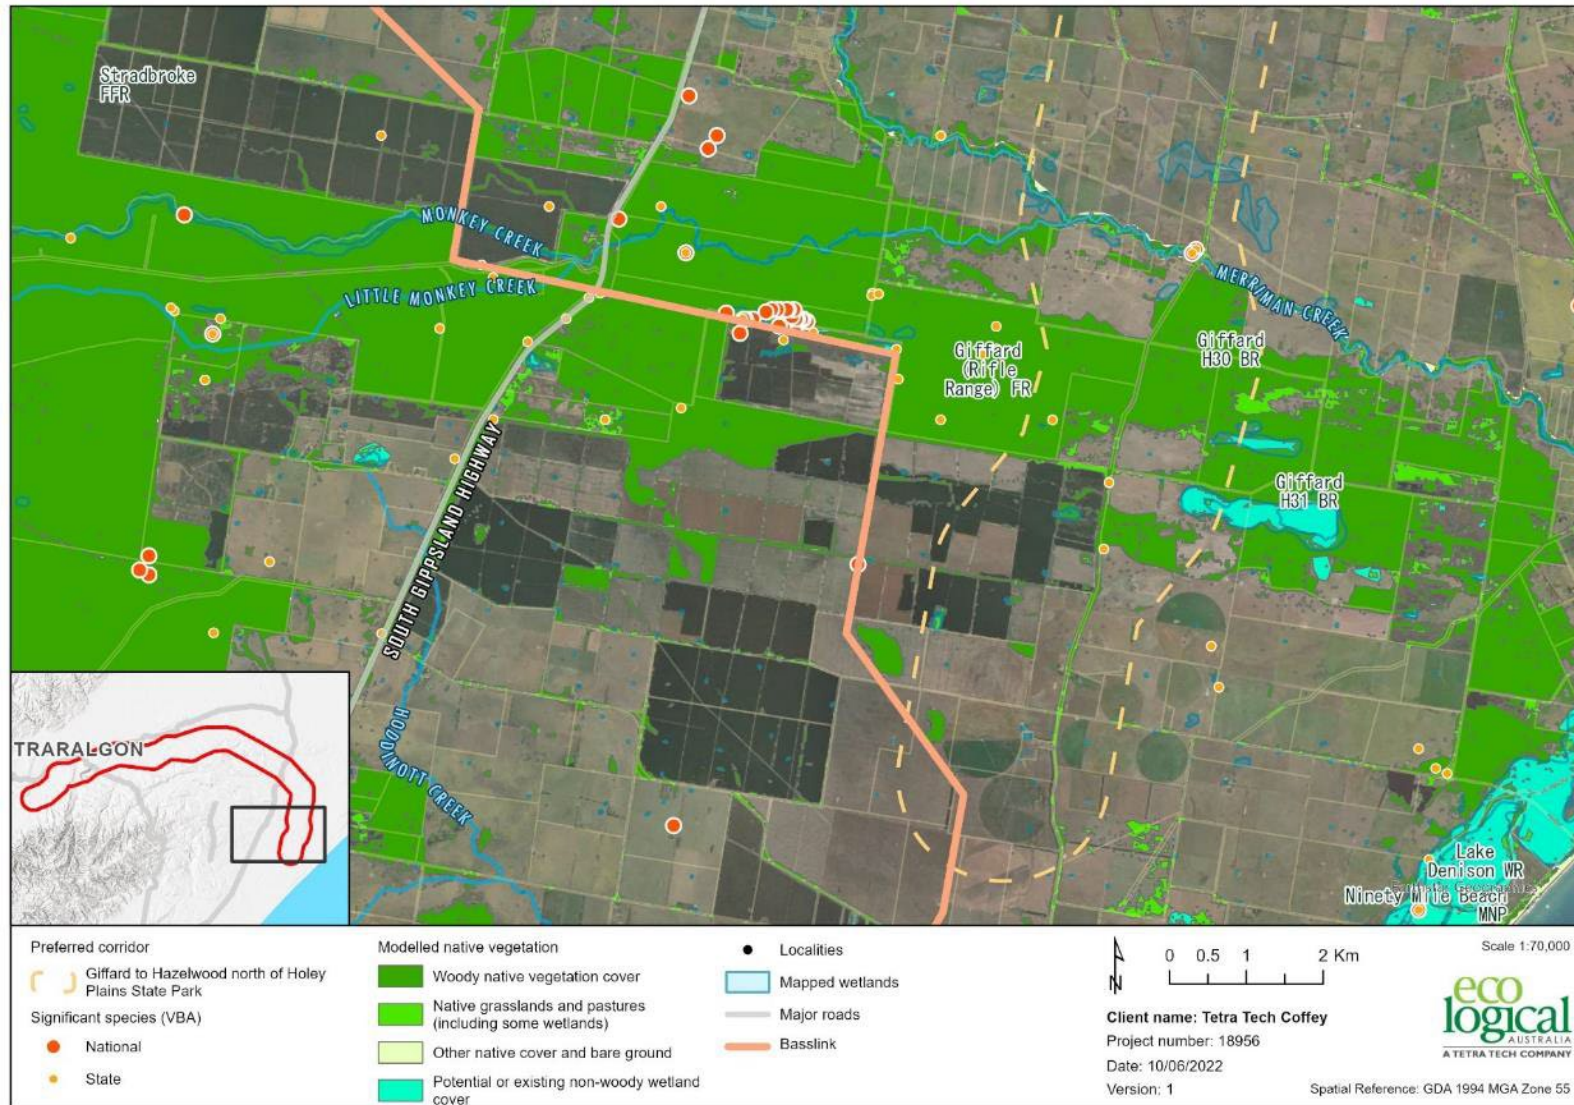 Stradbroke
FFR
MONKEY CREEK
LITTLE MONKEY CREEK
MERRIMAN CREEK
Giffard
(Rifle
Range) FR
Giffard
H30 BR
Giffard
H31 BR
SOUTH GIPPSLAND HIGHWAY
HOODDINOTT CREEK
Lake
Denison WR
Ninety Mile Beach
MNP
TRARALGON
Preferred corridor
Giffard to Hazelwood north of Holey
Plains State Park
Significant species (VBA)
National
State
Modelled native vegetation
Woody native vegetation cover
Native grasslands and pastures
(including some wetlands)
Other native cover and bare ground
Potential or existing non-woody wetland
cover
Localities
Mapped wetlands
Major roads
Basslink
N
0 0.5 1 2 Km
Client name: Tetra Tech Coffey
Project number: 18956
Date: 10/06/2022
Version: 1
Scale 1:70,000
eco
logical
AUSTRALIA
A TETRA TECH COMPANY
Spatial Reference: GDA 1994 MGA Zone 55